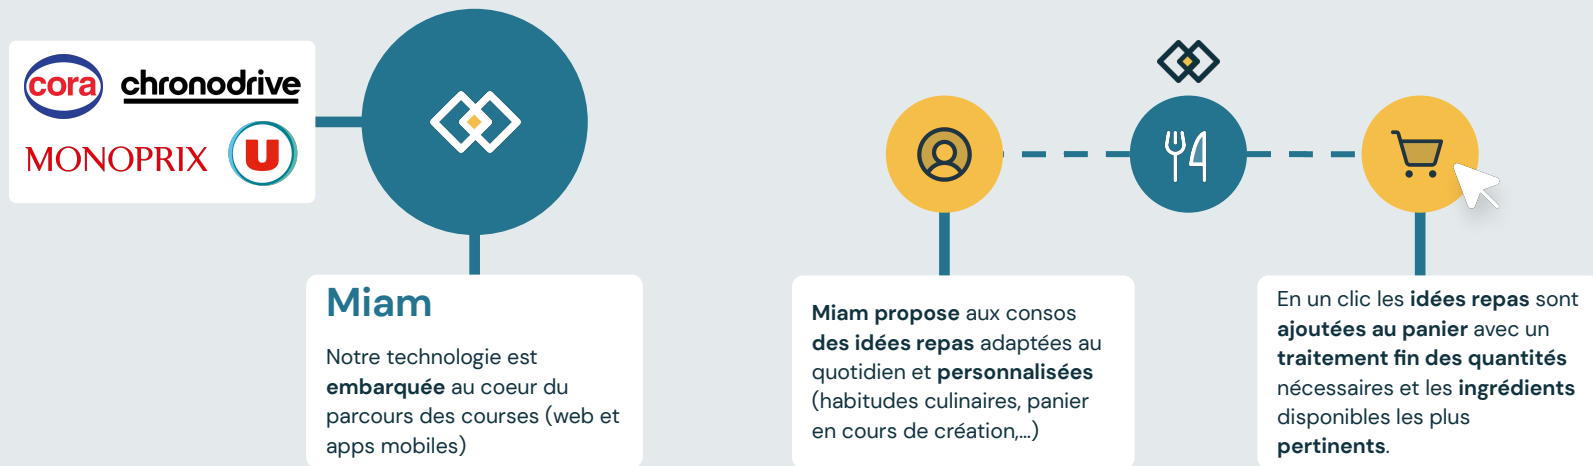 cora
chronodrive
MONOPRIX
U
Miam
Notre technologie est
embarquée au coeur du
parcours des courses (web et
apps mobiles)
Miam propose aux consos
des idées repas adaptées au
quotidien et personnalisées
(habitudes culinaires, panier
en cours de création,...)
En un clic les idées repas sont
ajoutées au panier avec un
traitement fin des quantités
nécessaires et les ingrédients
disponibles les plus
pertinents.